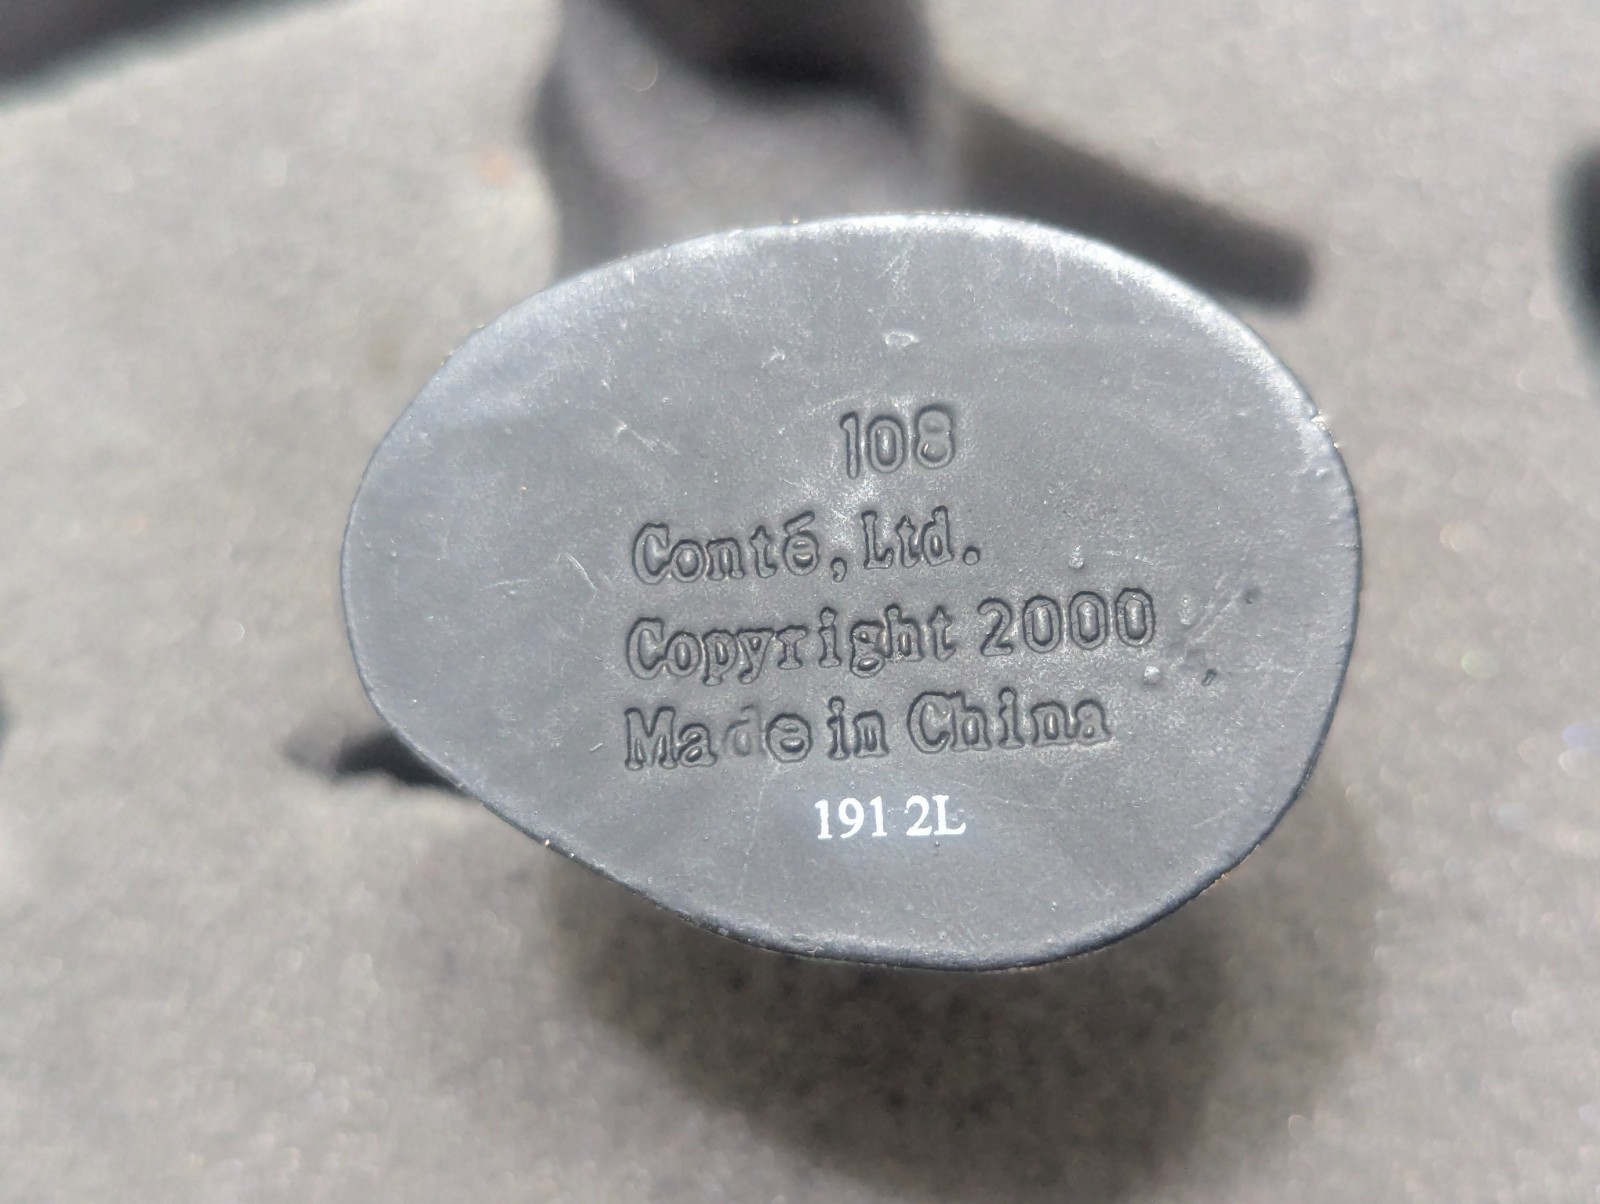 108
Conté, Ltd.
Copyright 2000
Made in China
191 2L